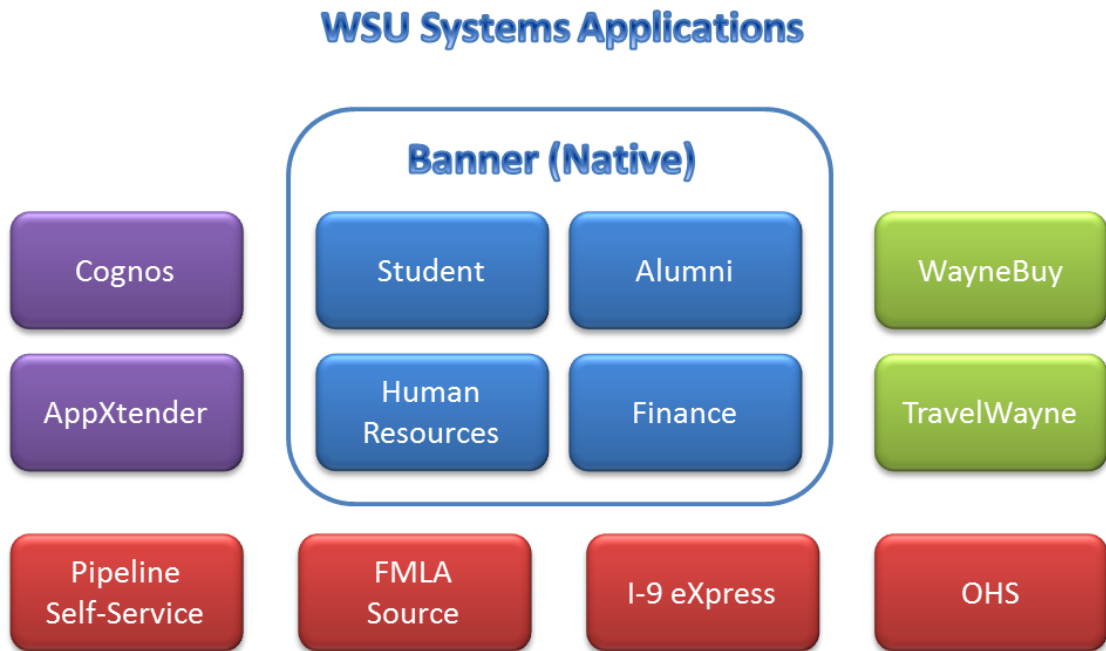 WSU Systems Applications
Banner (Native)
Cognos
Student
Alumni
WayneBuy
AppXtender
Human
Resources
Finance
TravelWayne
Pipeline
Self-Service
FMLA
Source
I-9 eXpress
OHS